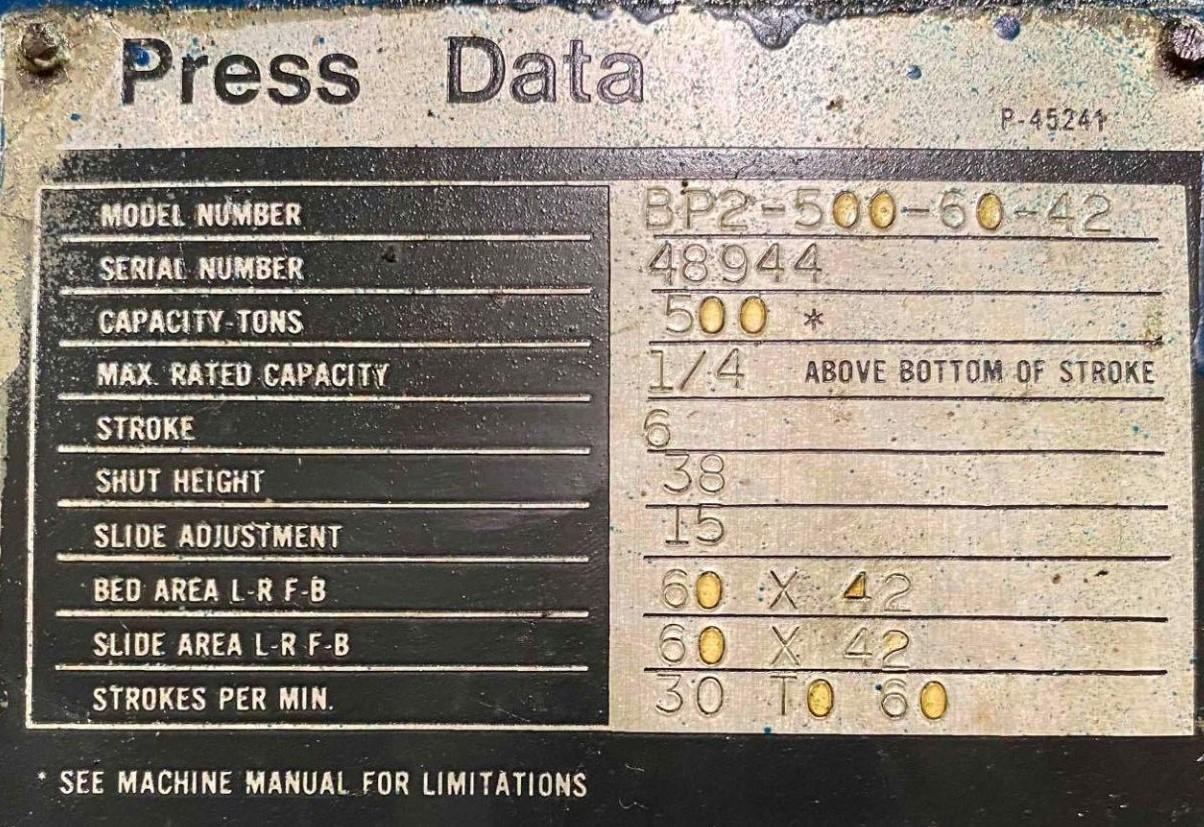 Press Data
P-45241
MODEL NUMBER BP2-500-60-42
SERIAL NUMBER 48944
CAPACITY-TONS 500 *
MAX. RATED CAPACITY 1/4 ABOVE BOTTOM OF STROKE
STROKE 6
SHUT HEIGHT 38
SLIDE ADJUSTMENT 15
BED AREA L-R F-B 60 X 42
SLIDE AREA L-R F-B 60 X 42
STROKES PER MIN. 30 TO 60
* SEE MACHINE MANUAL FOR LIMITATIONS